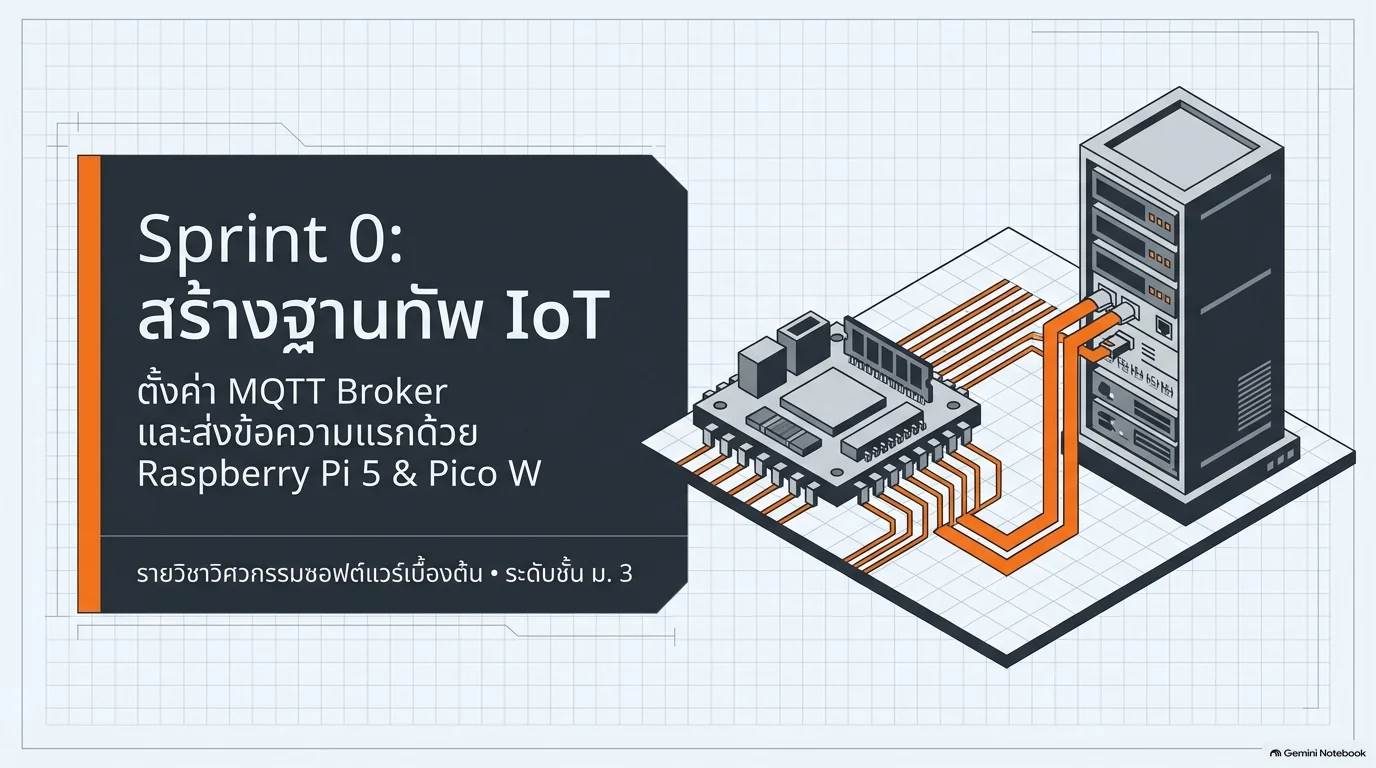 Sprint 0:
สร้างฐานทัพ IoT
ตั้งค่า MQTT Broker
และส่งข้อความแรกด้วย
Raspberry Pi 5 & Pico W
รายวิชาวิศวกรรมซอฟต์แวร์เบื้องต้น • ระดับชั้น ม. 3
Gemini Notebook